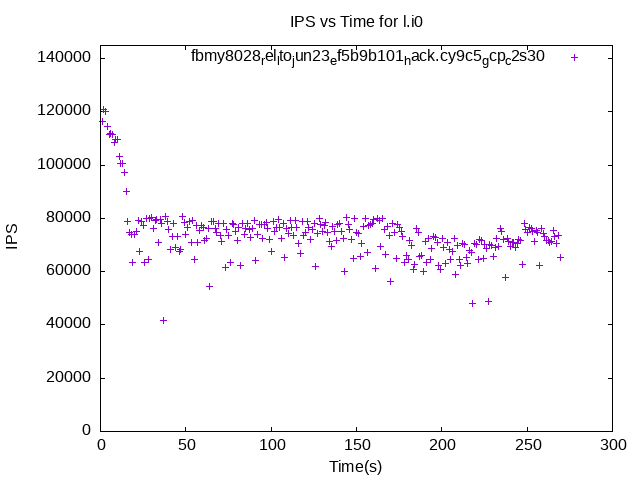 IPS vs Time for l.i0
fbmy8028rel_lto_jun23_ef5b9b101_hack.cy9c5_gcp_c2s30
140000
120000
100000
80000
60000
40000
20000
0
IPS
0 50 100 150 200 250 300
Time(s)